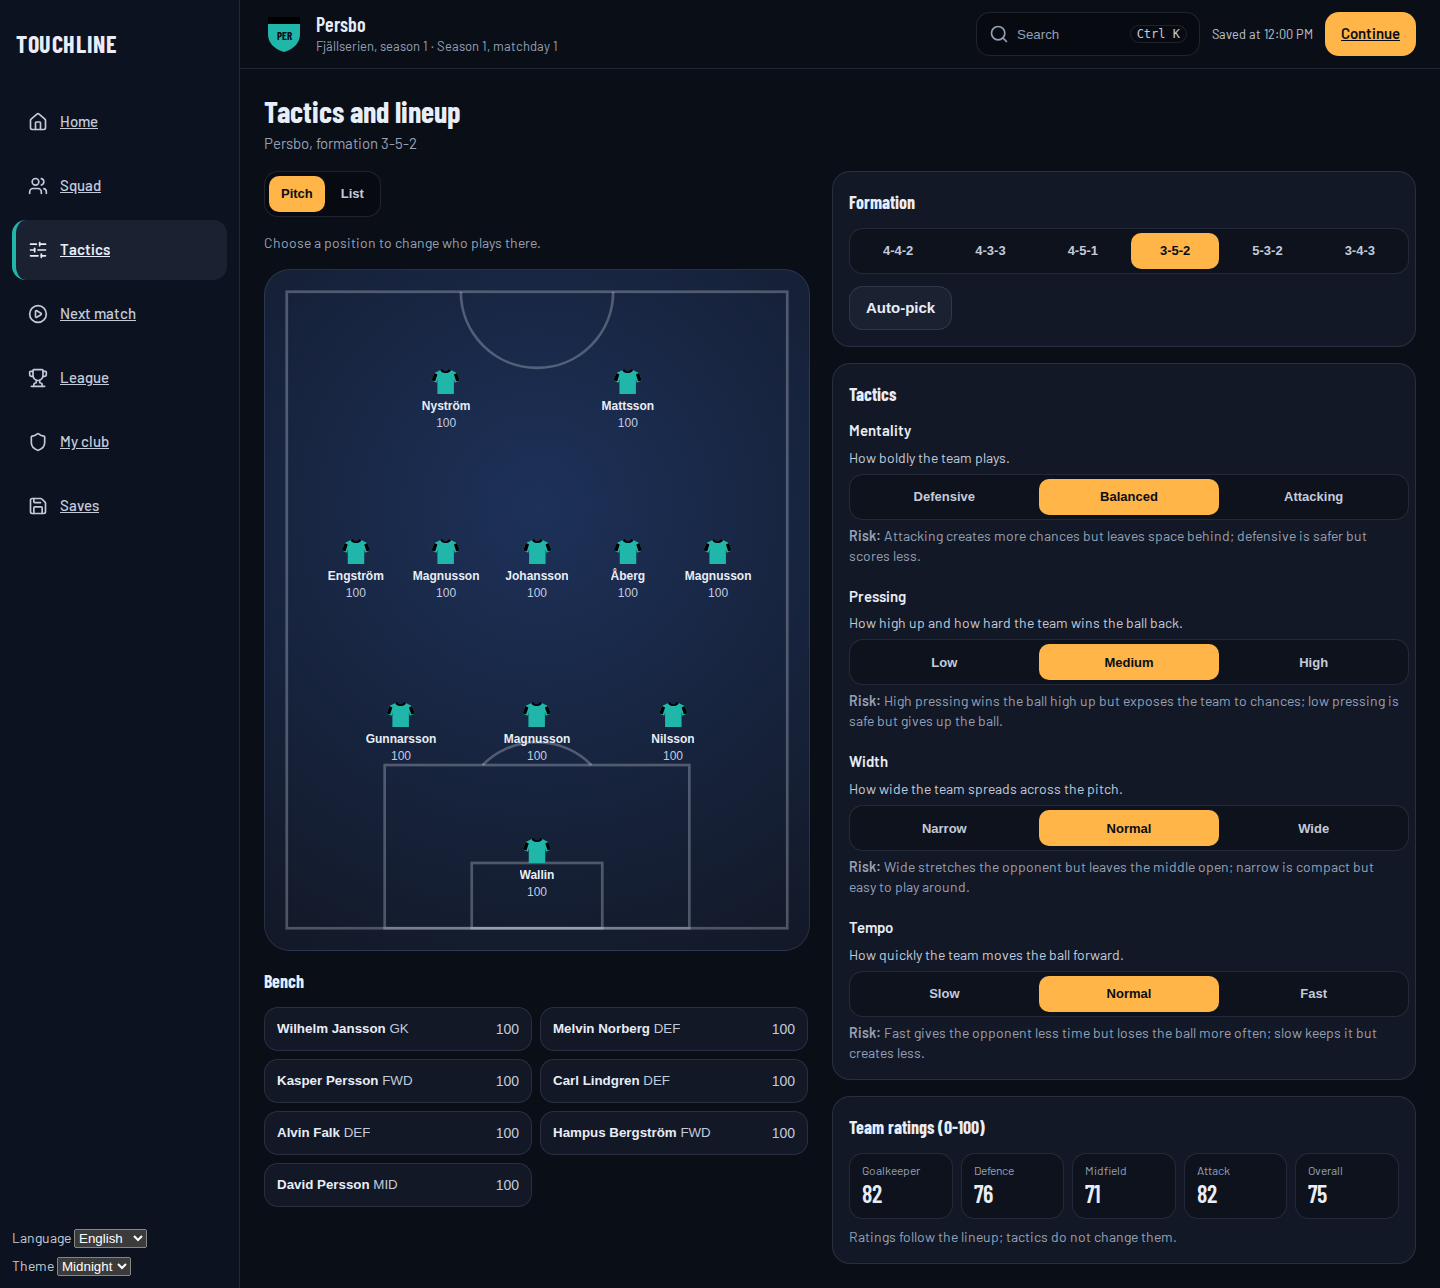 TOUCHLINE
Home
Squad
Tactics
Next match
League
My club
Saves
Language English
Theme Midnight
PER
Persbo
Fjällserien, season 1 · Season 1, matchday 1
Search Ctrl K
Saved at 12:00 PM
Continue
Tactics and lineup
Persbo, formation 3-5-2
Pitch List
Choose a position to change who plays there.
Nyström Mattsson
100 100
Engström Magnusson Johansson Åberg Magnusson
100 100 100 100 100
Gunnarsson Magnusson Nilsson
100 100 100
Wallin
100
Bench
Wilhelm Jansson GK 100
Melvin Norberg DEF 100
Kasper Persson FWD 100
Carl Lindgren DEF 100
Alvin Falk DEF 100
Hampus Bergström FWD 100
David Persson MID 100
Formation
4-4-2 4-3-3 4-5-1 3-5-2 5-3-2 3-4-3
Auto-pick
Tactics
Mentality
How boldly the team plays.
Defensive Balanced Attacking
Risk: Attacking creates more chances but leaves space behind; defensive is safer but
scores less.
Pressing
How high up and how hard the team wins the ball back.
Low Medium High
Risk: High pressing wins the ball high up but exposes the team to chances; low pressing is
safe but gives up the ball.
Width
How wide the team spreads across the pitch.
Narrow Normal Wide
Risk: Wide stretches the opponent but leaves the middle open; narrow is compact but
easy to play around.
Tempo
How quickly the team moves the ball forward.
Slow Normal Fast
Risk: Fast gives the opponent less time but loses the ball more often; slow keeps it but
creates less.
Team ratings (0-100)
Goalkeeper Defence Midfield Attack Overall
82 76 71 82 75
Ratings follow the lineup; tactics do not change them.